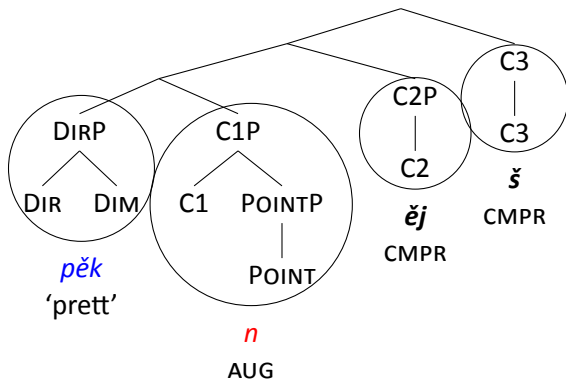 C3
C2P
C3
DirP
C1P
C2
š
Dir Dim
C1 PointP
ěj
CMPR
CMPR
pěk
Point
'prett'
n
AUG